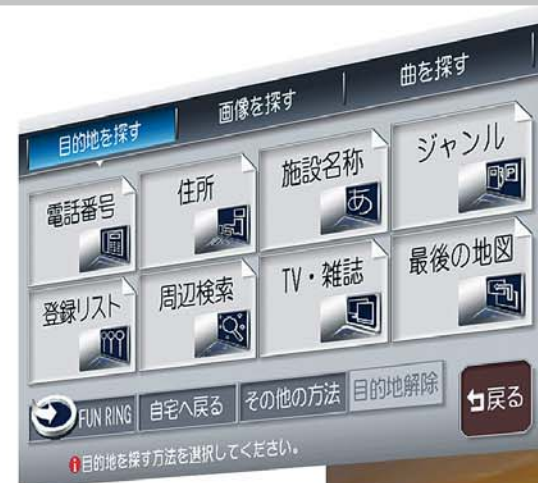 目的地を探す 画像を探す 曲を探す
電話番号 住所 施設名称 ジャンル
登録リスト 周辺検索 TV・雑誌 最後の地図
FUN RING 自宅へ戻る その他の方法 目的地解除 戻る
目的地を探す方法を選択してください。